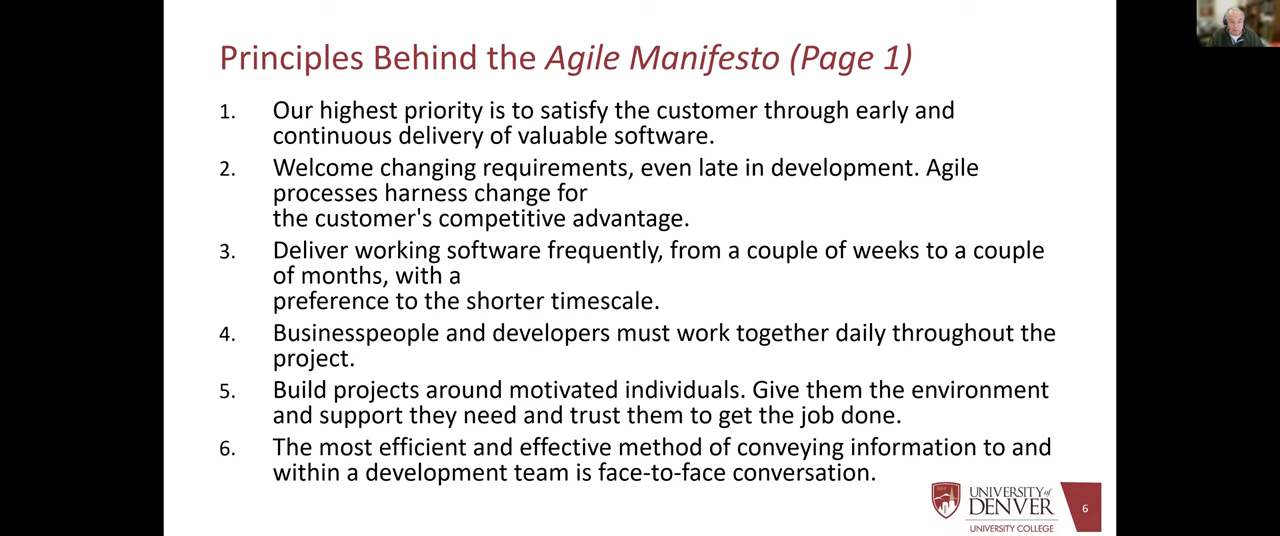 Principles Behind the Agile Manifesto (Page 1)
1. Our highest priority is to satisfy the customer through early and
continuous delivery of valuable software.
2. Welcome changing requirements, even late in development. Agile
processes harness change for
the customer's competitive advantage.
3. Deliver working software frequently, from a couple of weeks to a couple
of months, with a
preference to the shorter timescale.
4. Businesspeople and developers must work together daily throughout the
project.
5. Build projects around motivated individuals. Give them the environment
and support they need and trust them to get the job done.
6. The most efficient and effective method of conveying information to and
within a development team is face-to-face conversation.
UNIVERSITY of
DENVER
UNIVERSITY COLLEGE
6